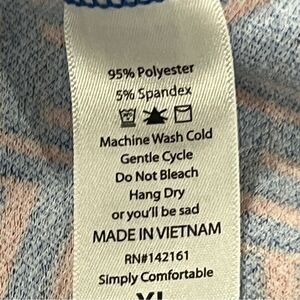 95% Polyester
5% Spandex
Machine Wash Cold
Gentle Cycle
Do Not Bleach
Hang Dry
or you'll be sad
MADE IN VIETNAM
RN#142161
Simply Comfortable
XL